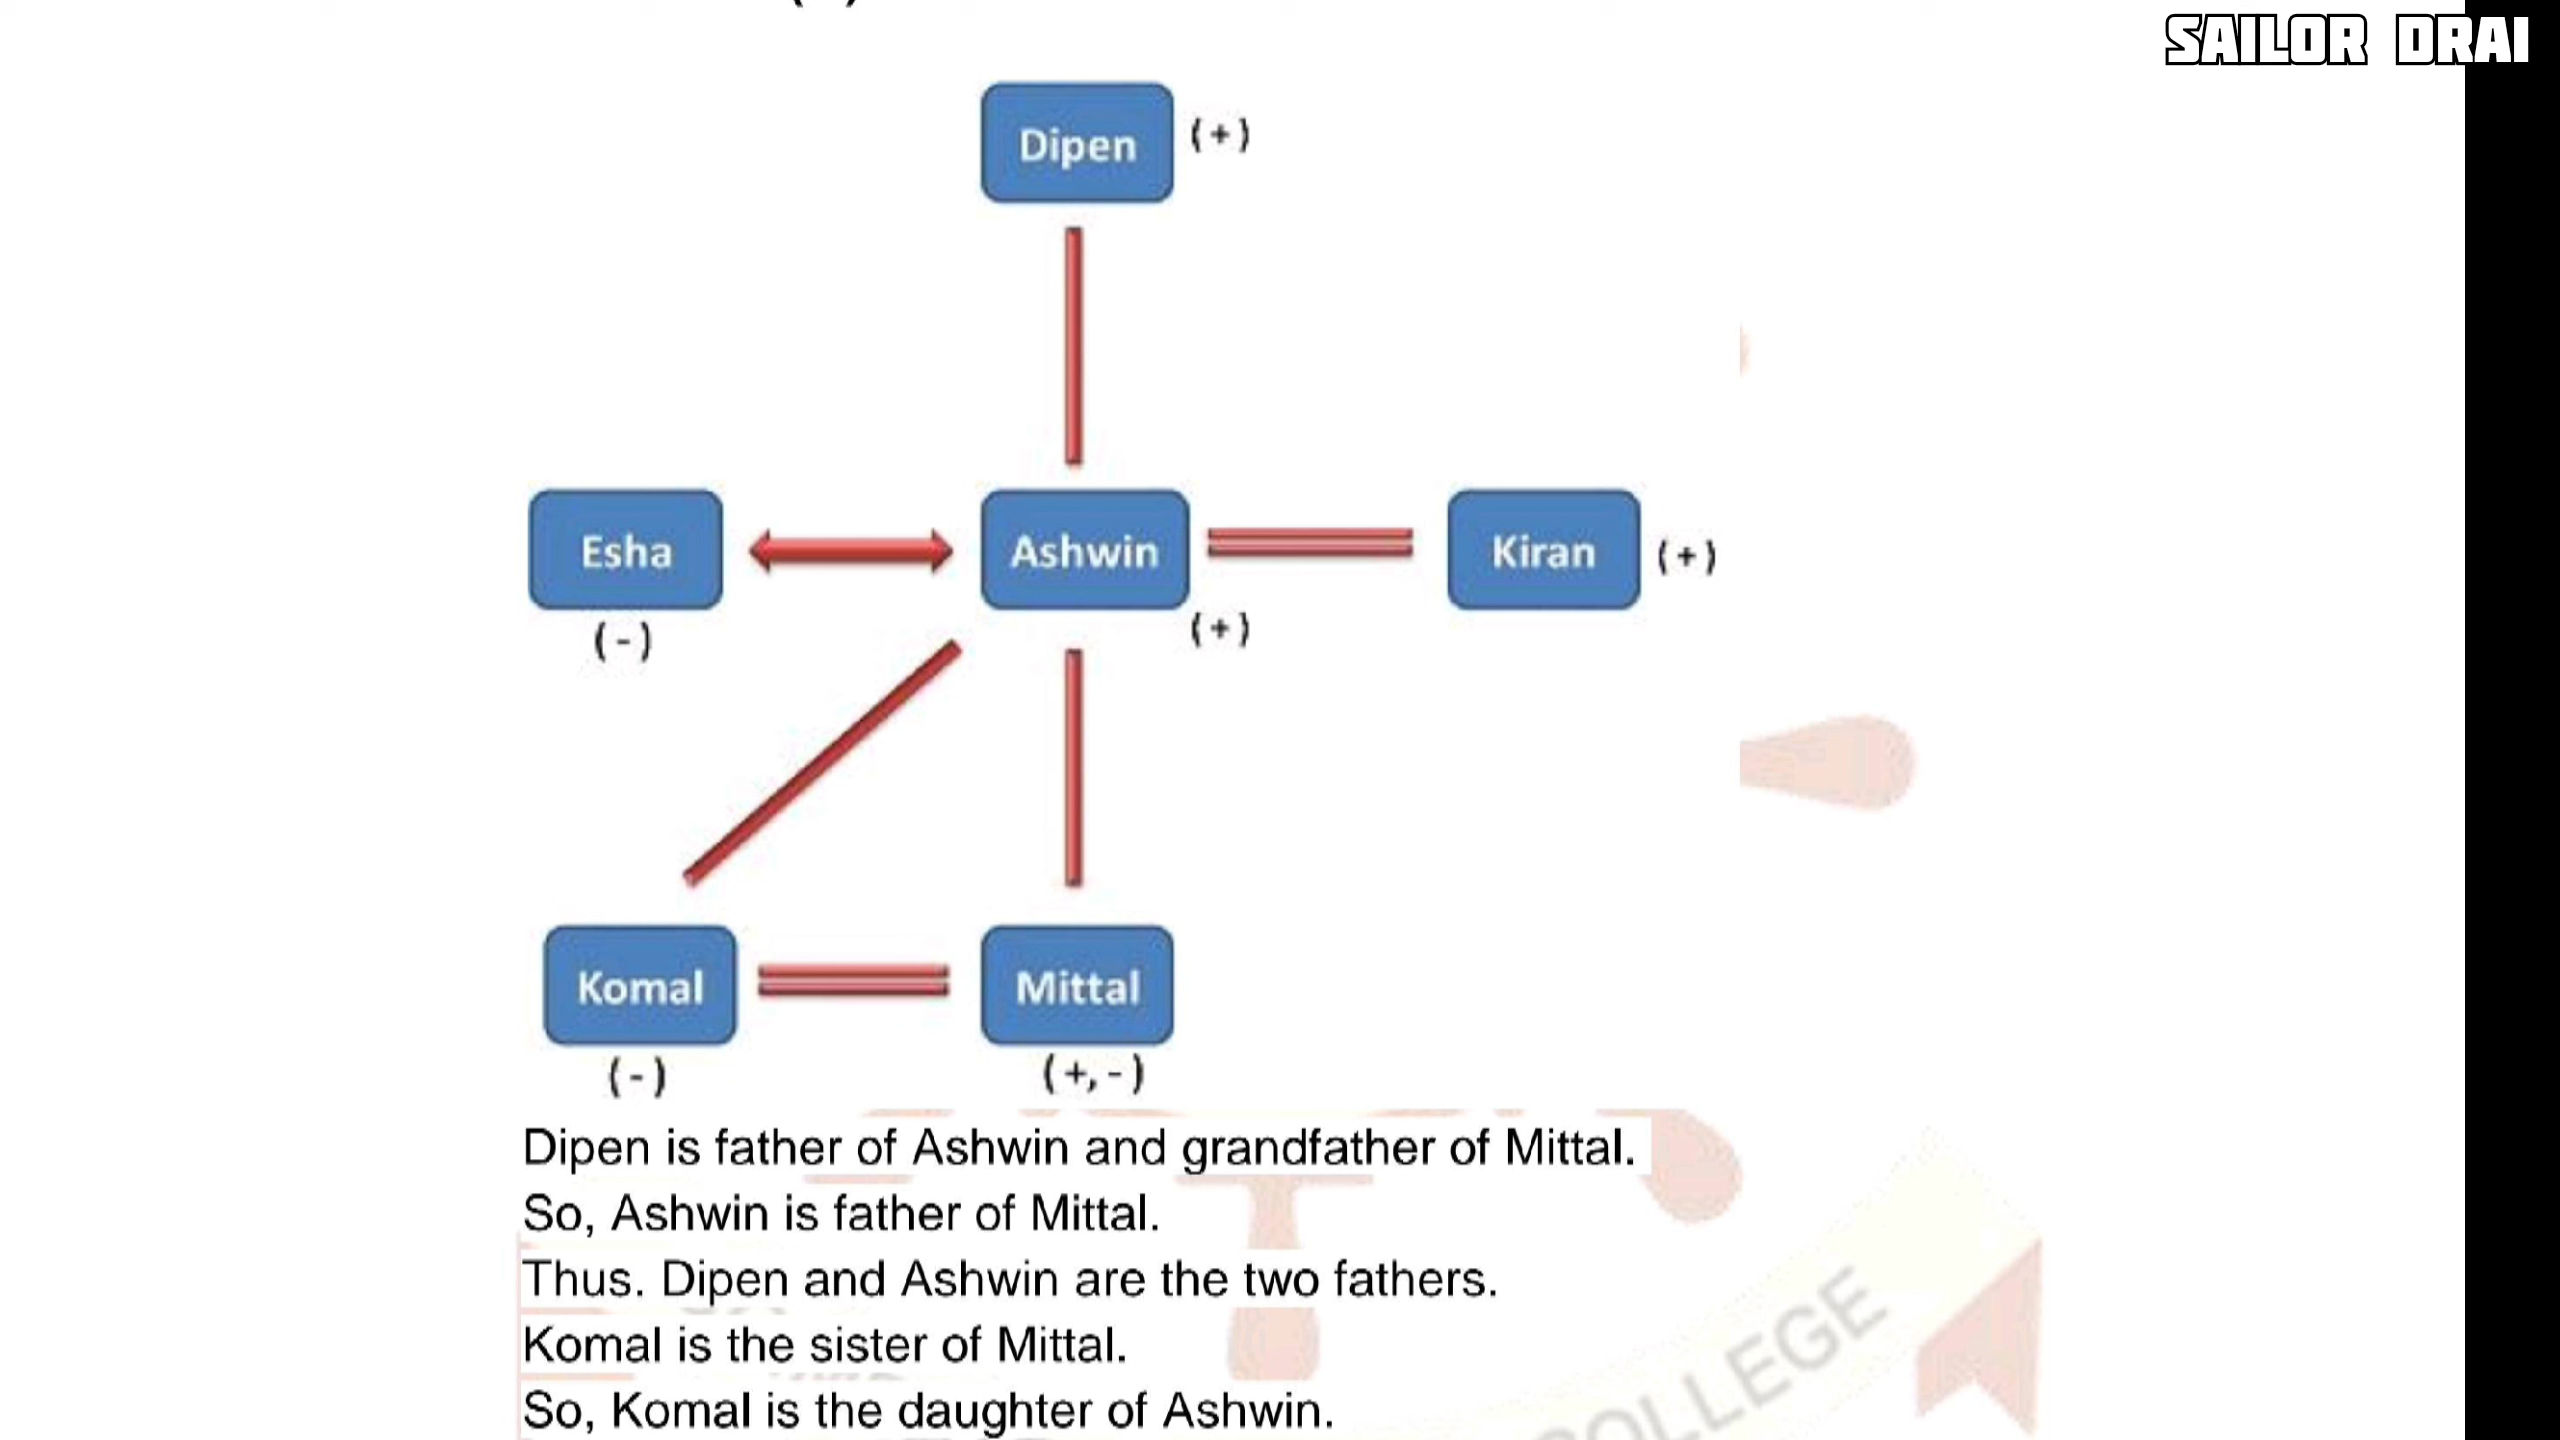 SAILOR DRAI
Dipen (+)
Esha Ashwin Kiran (+)
(-) (+)
Komal Mittal
(-) (+,-)
Dipen is father of Ashwin and grandfather of Mittal.
So, Ashwin is father of Mittal.
Thus. Dipen and Ashwin are the two fathers.
Komal is the sister of Mittal.
So, Komal is the daughter of Ashwin.
COLLEGE